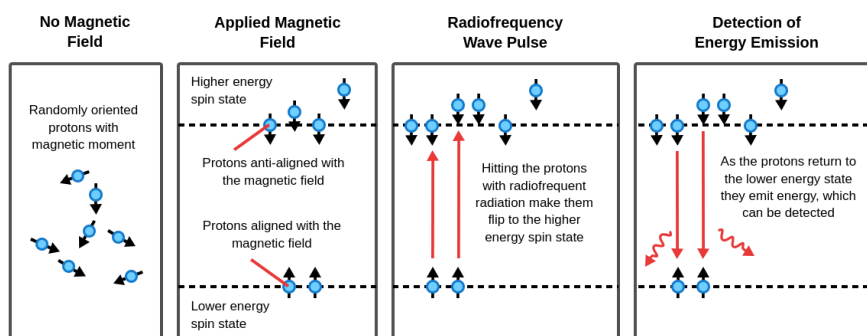 No Magnetic
Field
Randomly oriented
protons with
magnetic moment
Applied Magnetic
Field
Higher energy
spin state
Protons anti-aligned with
the magnetic field
Protons aligned with the
magnetic field
Lower energy
spin state
Radiofrequency
Wave Pulse
Hitting the protons
with radiofrequent
radiation make them
flip to the higher
energy spin state
Detection of
Energy Emission
As the protons return to
the lower energy state
they emit energy, which
can be detected